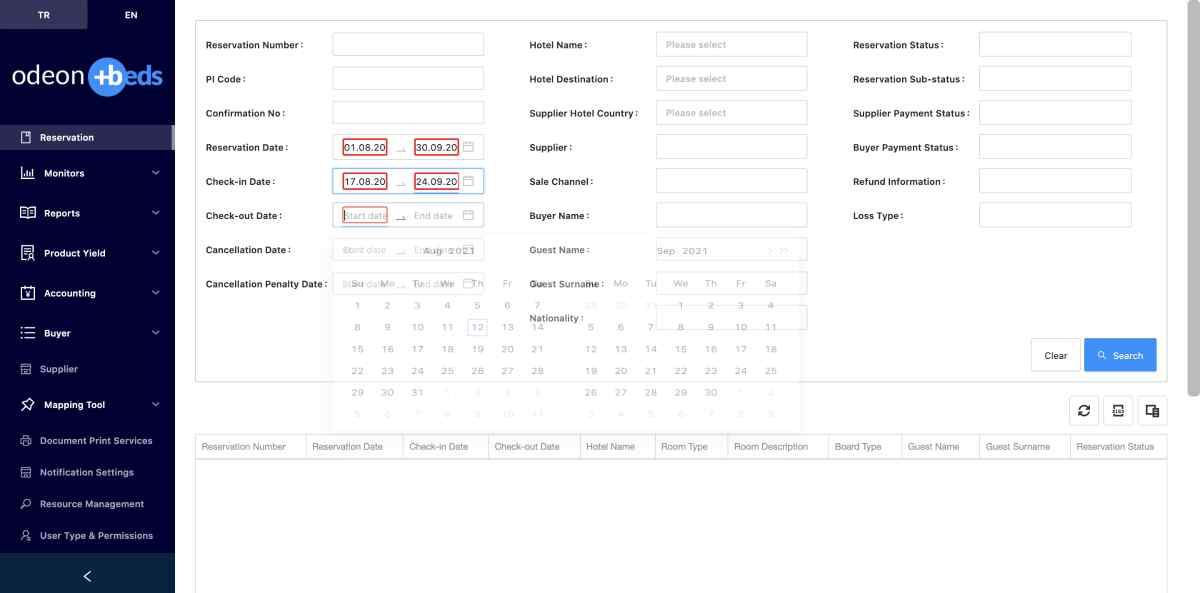 TR EN
odeon +beds
Reservation
Monitors
Reports
Product Yield
Accounting
Buyer
Supplier
Mapping Tool
Document Print Services
Notification Settings
Resource Management
User Type & Permissions
Reservation Number : Hotel Name : Please select Reservation Status :
PI Code : Hotel Destination : Please select Reservation Sub-status :
Confirmation No : Supplier Hotel Country : Please select Supplier Payment Status :
Reservation Date : 01.08.20 → 30.09.20 Supplier : Buyer Payment Status :
Check-in Date : 17.08.20 → 24.09.20 Sale Channel : Refund Information :
Check-out Date : Start date → End date Buyer Name : Loss Type :
Cancellation Date : Start date → End date Guest Name :
Cancellation Penalty Date : Guest Surname :
Nationality :
Aug 2021 Sep 2021
Su Mo Tu We Th Fr Sa Su Mo Tu We Th Fr Sa
1 2 3 4 5 6 7 29 30 31 1 2 3 4
8 9 10 11 12 13 14 5 6 7 8 9 10 11
15 16 17 18 19 20 21 12 13 14 15 16 17 18
22 23 24 25 26 27 28 19 20 21 22 23 24 25
29 30 31 1 2 3 4 26 27 28 29 30 1 2
5 6 7 8 9 10 11 3 4 5 6 7 8 9
Clear Search
Reservation Number Reservation Date Check-in Date Check-out Date Hotel Name Room Type Room Description Board Type Guest Name Guest Surname Reservation Status